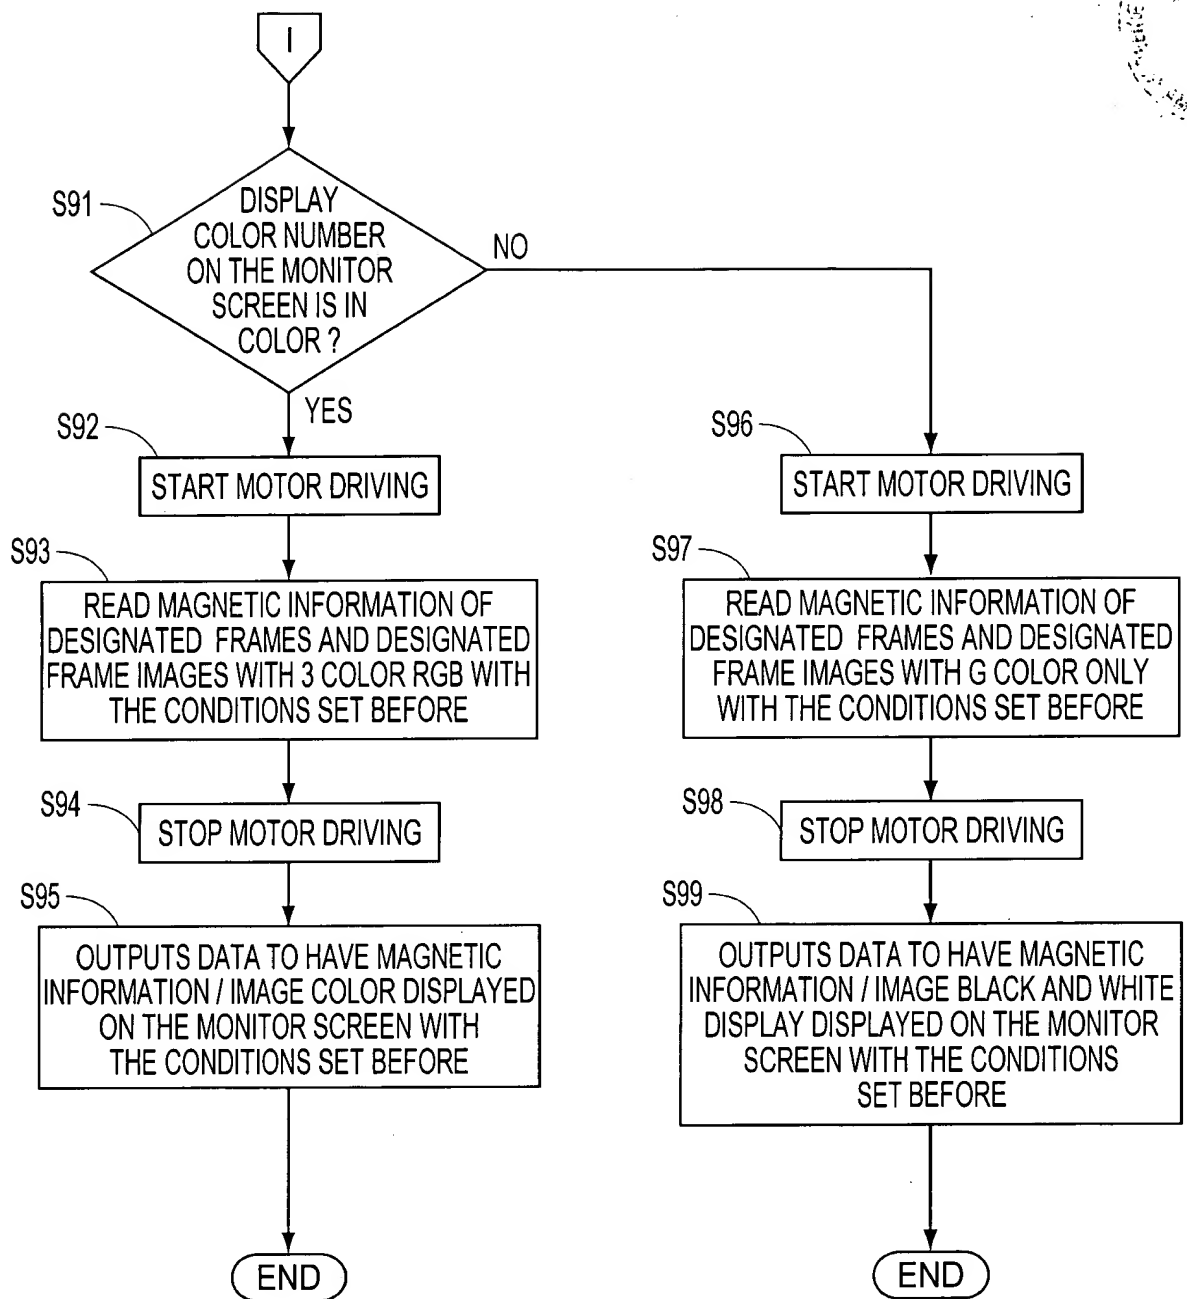 I
S91
DISPLAY
COLOR NUMBER
ON THE MONITOR
SCREEN IS IN
COLOR ?
NO
YES
S92
START MOTOR DRIVING
S93
READ MAGNETIC INFORMATION OF
DESIGNATED FRAMES AND DESIGNATED
FRAME IMAGES WITH 3 COLOR RGB WITH
THE CONDITIONS SET BEFORE
S94
STOP MOTOR DRIVING
S95
OUTPUTS DATA TO HAVE MAGNETIC
INFORMATION / IMAGE COLOR DISPLAYED
ON THE MONITOR SCREEN WITH
THE CONDITIONS SET BEFORE
END
S96
START MOTOR DRIVING
S97
READ MAGNETIC INFORMATION OF
DESIGNATED FRAMES AND DESIGNATED
FRAME IMAGES WITH G COLOR ONLY
WITH THE CONDITIONS SET BEFORE
S98
STOP MOTOR DRIVING
S99
OUTPUTS DATA TO HAVE MAGNETIC
INFORMATION / IMAGE BLACK AND WHITE
DISPLAY DISPLAYED ON THE MONITOR
SCREEN WITH THE CONDITIONS
SET BEFORE
END